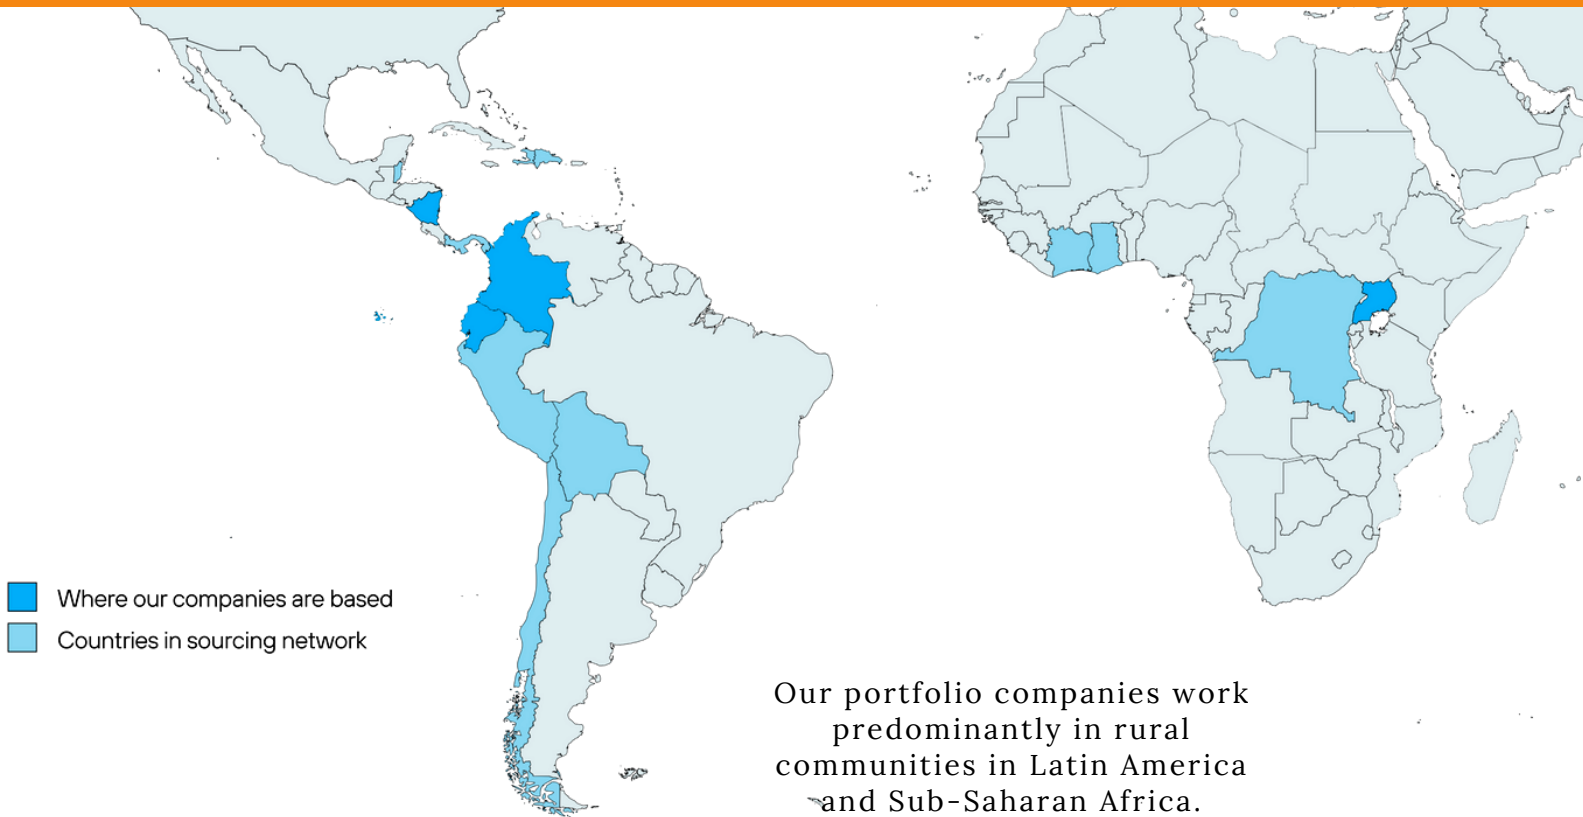 Where our companies are based
Countries in sourcing network
Our portfolio companies work
predominantly in rural
communities in Latin America
and Sub-Saharan Africa.